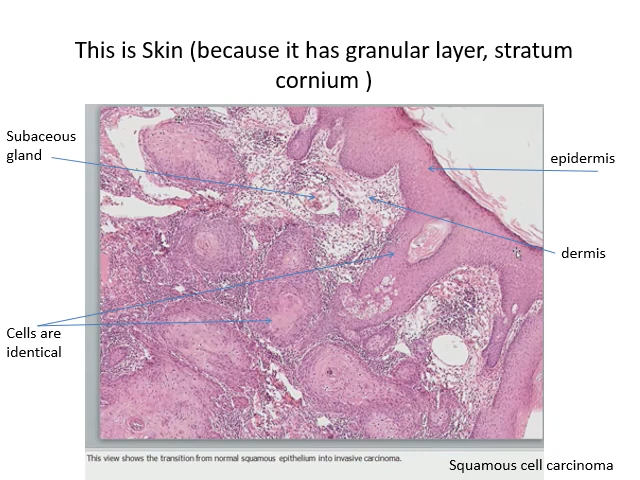 This is Skin (because it has granular layer, stratum
cornium )
Subaceous
gland
epidermis
dermis
Cells are
identical
This view shows the transition from normal squamous epithelium into invasive carcinoma.
Squamous cell carcinoma